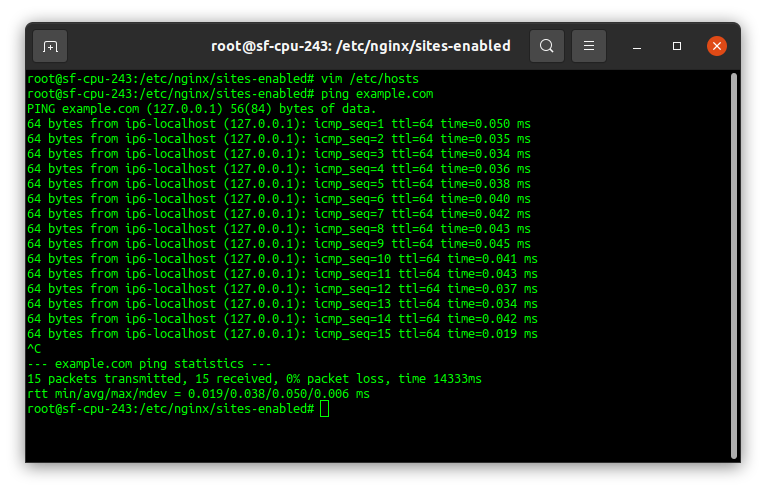 root@sf-cpu-243: /etc/nginx/sites-enabled
root@sf-cpu-243:/etc/nginx/sites-enabled# vim /etc/hosts
root@sf-cpu-243:/etc/nginx/sites-enabled# ping example.com
PING example.com (127.0.0.1) 56(84) bytes of data.
64 bytes from ip6-localhost (127.0.0.1): icmp_seq=1 ttl=64 time=0.050 ms
64 bytes from ip6-localhost (127.0.0.1): icmp_seq=2 ttl=64 time=0.035 ms
64 bytes from ip6-localhost (127.0.0.1): icmp_seq=3 ttl=64 time=0.034 ms
64 bytes from ip6-localhost (127.0.0.1): icmp_seq=4 ttl=64 time=0.036 ms
64 bytes from ip6-localhost (127.0.0.1): icmp_seq=5 ttl=64 time=0.038 ms
64 bytes from ip6-localhost (127.0.0.1): icmp_seq=6 ttl=64 time=0.040 ms
64 bytes from ip6-localhost (127.0.0.1): icmp_seq=7 ttl=64 time=0.042 ms
64 bytes from ip6-localhost (127.0.0.1): icmp_seq=8 ttl=64 time=0.043 ms
64 bytes from ip6-localhost (127.0.0.1): icmp_seq=9 ttl=64 time=0.045 ms
64 bytes from ip6-localhost (127.0.0.1): icmp_seq=10 ttl=64 time=0.041 ms
64 bytes from ip6-localhost (127.0.0.1): icmp_seq=11 ttl=64 time=0.043 ms
64 bytes from ip6-localhost (127.0.0.1): icmp_seq=12 ttl=64 time=0.037 ms
64 bytes from ip6-localhost (127.0.0.1): icmp_seq=13 ttl=64 time=0.034 ms
64 bytes from ip6-localhost (127.0.0.1): icmp_seq=14 ttl=64 time=0.042 ms
64 bytes from ip6-localhost (127.0.0.1): icmp_seq=15 ttl=64 time=0.019 ms
^C
--- example.com ping statistics ---
15 packets transmitted, 15 received, 0% packet loss, time 14333ms
rtt min/avg/max/mdev = 0.019/0.038/0.050/0.006 ms
root@sf-cpu-243:/etc/nginx/sites-enabled#